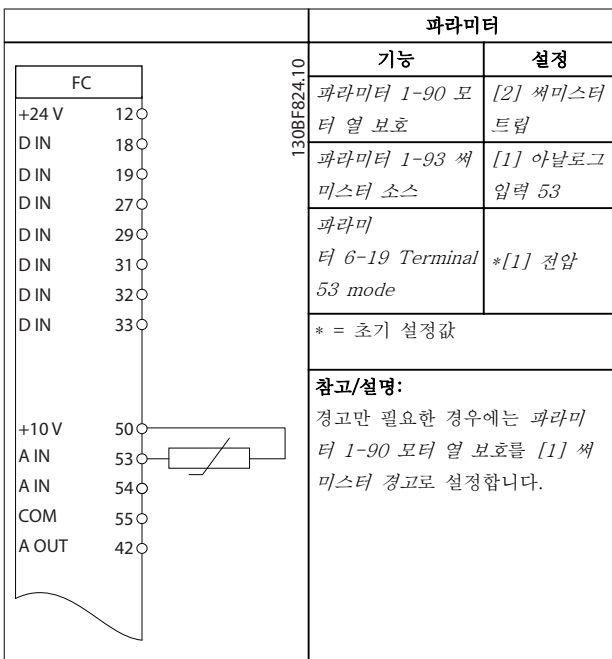 파라미터
기능 설정
파라미터 1-90 모
터 열 보호
[2] 써미스터
트립
파라미터 1-93 써
미스터 소스
[1] 아날로그
입력 53
파라미
터 6-19 Terminal
53 mode
*[1] 전압
* = 초기 설정값
참고/설명:
경고만 필요한 경우에는 파라미
터 1-90 모터 열 보호를 [1] 써
미스터 경고로 설정합니다.
FC
+24 V 12
D IN 18
D IN 19
D IN 27
D IN 29
D IN 31
D IN 32
D IN 33
+10 V 50
A IN 53
A IN 54
COM 55
A OUT 42
130BF824.10